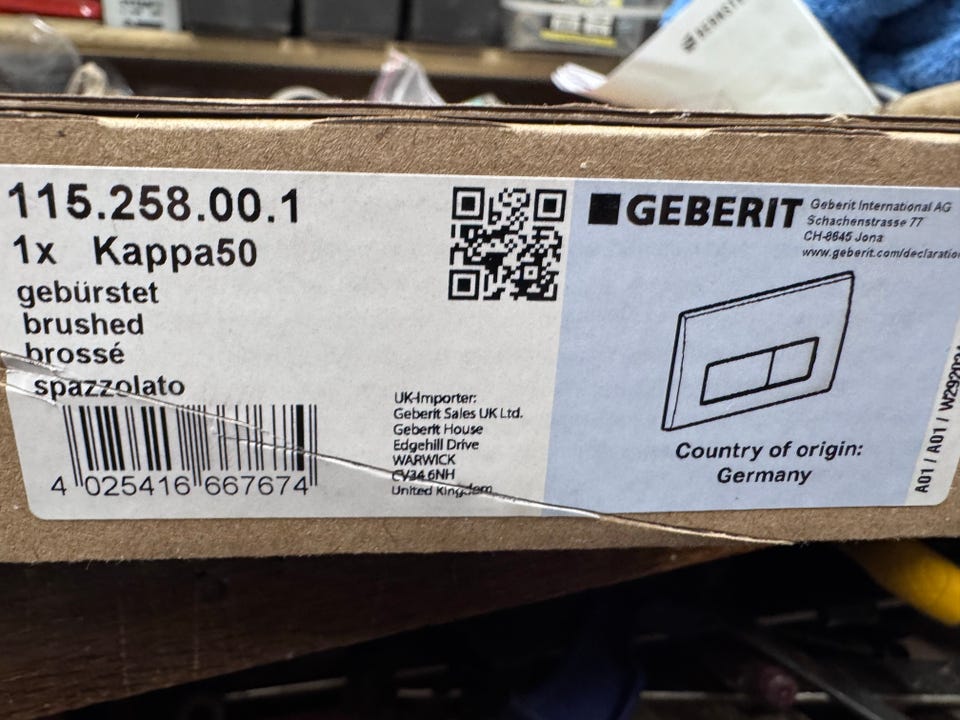 115.258.00.1
1x Kappa50
gebürstet
brushed
brossé
spazzolato
4 025416 667674
UK-Importer:
Geberit Sales UK Ltd.
Geberit House
Edgehill Drive
WARWICK
CV34 6NH
United Kingdom
GEBERIT
Geberit International AG
Schachenstrasse 77
CH-8645 Jona
www.geberit.com/declaratio
Country of origin:
Germany
A01 / A01 /